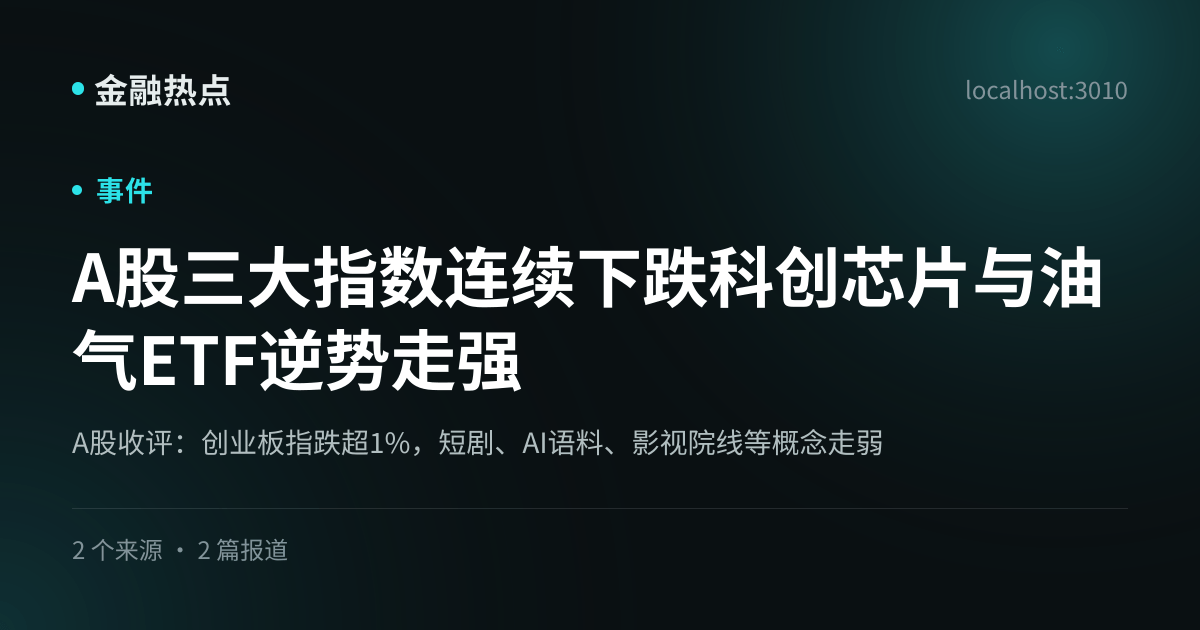 金融热点
localhost:3010
事件
A股三大指数连续下跌科创芯片与油
气ETF逆势走强
A股收评：创业板指跌超1%，短剧、AI语料、影视院线等概念走弱
2 个来源 · 2 篇报道